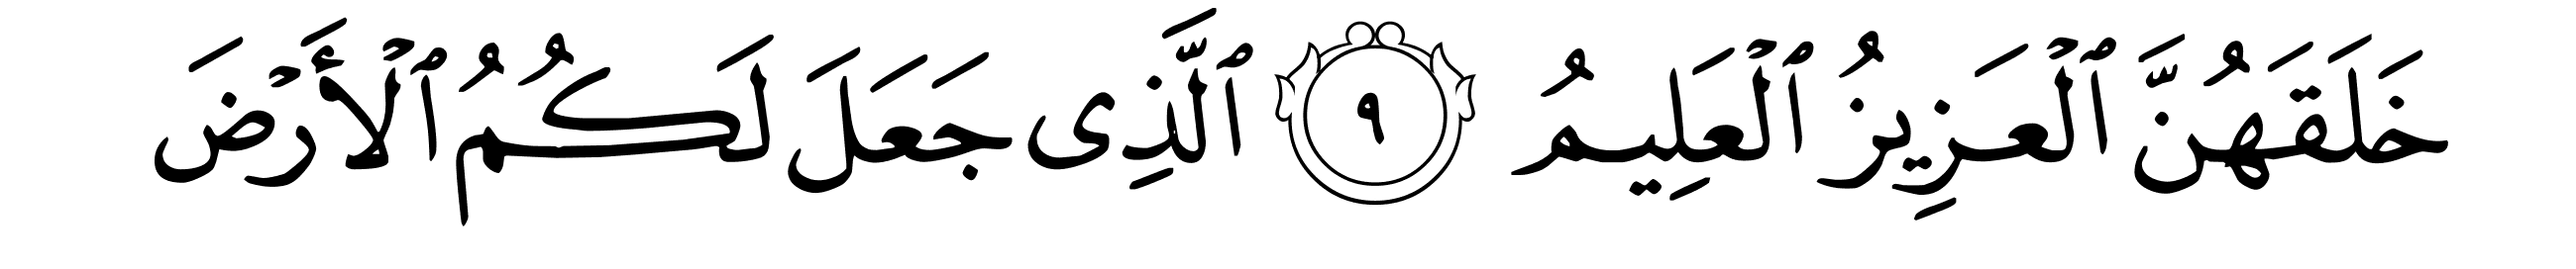 خَلَقَهُنَّ ٱلْعَزِيزُ ٱلْعَلِيمُ ٩ ٱلَّذِى جَعَلَ لَكُمُ ٱلْأَرْضَ